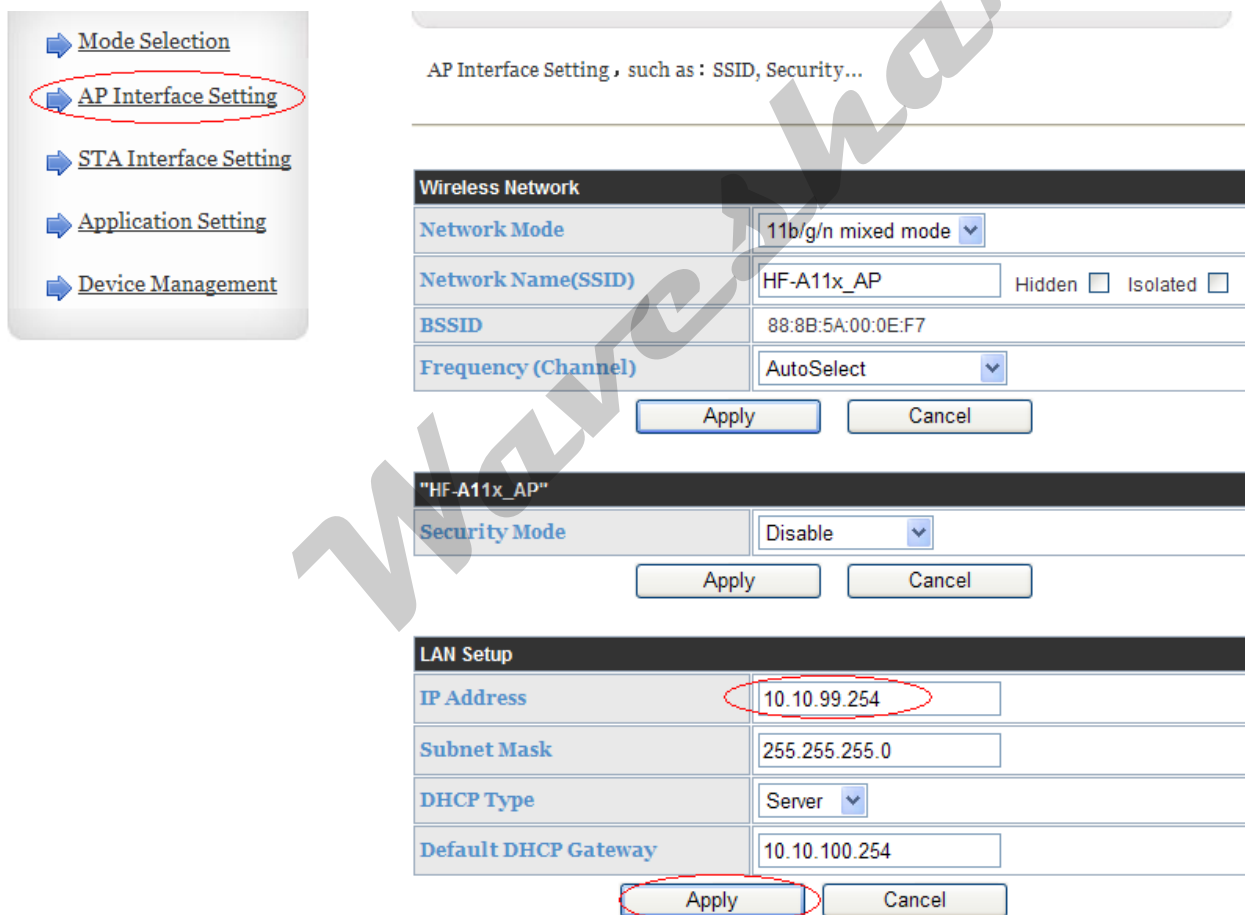 Mode Selection
AP Interface Setting
STA Interface Setting
Application Setting
Device Management
AP Interface Setting, such as: SSID, Security...
Wireless Network
Network Mode 11b/g/n mixed mode
Network Name(SSID) HF-A11x_AP Hidden Isolated
BSSID 88:8B:5A:00:0E:F7
Frequency (Channel) AutoSelect
Apply Cancel
"HF-A11x_AP"
Security Mode Disable
Apply Cancel
LAN Setup
IP Address 10.10.99.254
Subnet Mask 255.255.255.0
DHCP Type Server
Default DHCP Gateway 10.10.100.254
Apply Cancel